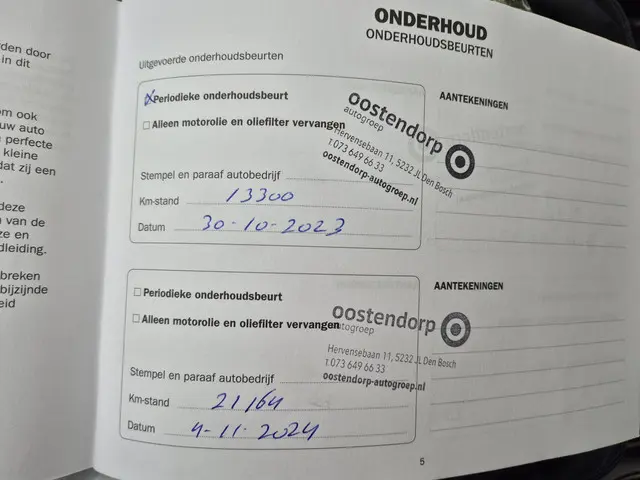 ONDERHOUD
ONDERHOUDSBEURTEN
rden door
in dit
om ook
uw auto
perfecte
kleine
dat zij een
deze
n van de
ze en
dleiding.
breken
bijzijnde
eid
Uitgevoerde onderhoudsbeurten
Periodieke onderhoudsbeurt
Alleen motorolie en oliefilter vervangen
oostendorp
autogroep
Hervensebaan 11, 5232 JL Den Bosch
t 073 649 66 33
oostendorp-autogroep.nl
Stempel en paraaf autobedrijf
Km-stand 13300
Datum 30-10-2023
AANTEKENINGEN
Periodieke onderhoudsbeurt
Alleen motorolie en oliefilter vervangen
oostendorp
autogroep
Hervensebaan 11, 5232 JL Den Bosch
t 073 649 66 33
oostendorp-autogroep.nl
Stempel en paraaf autobedrijf
Km-stand 21164
Datum 4-11-2024
AANTEKENINGEN
5